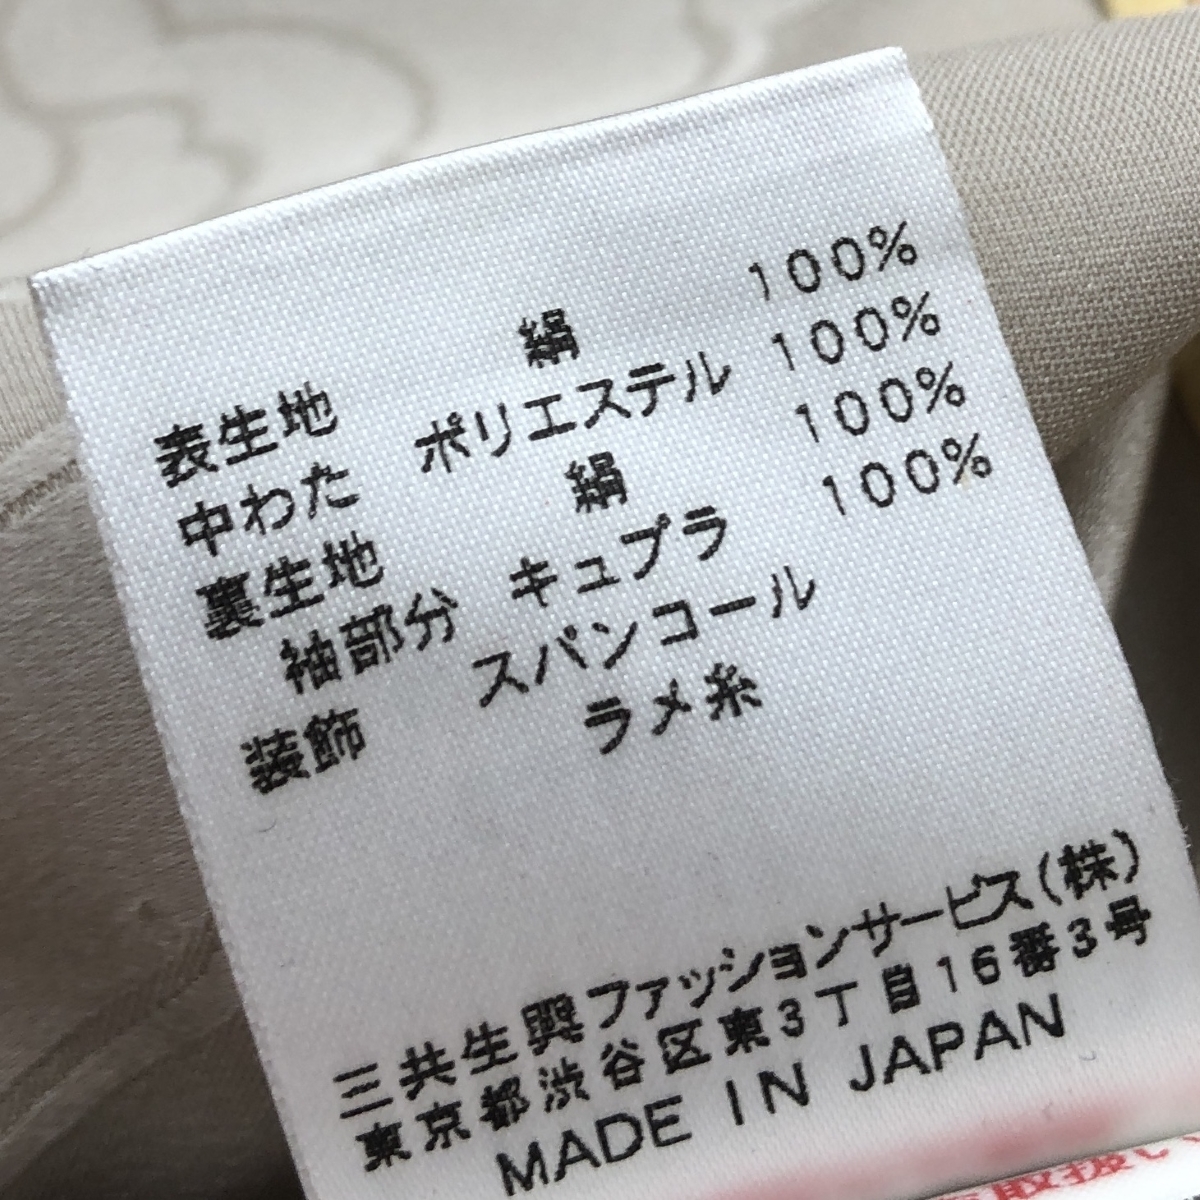 表生地 絹 100%
中わた ポリエステル 100%
裏生地 絹 100%
袖部分 キュプラ 100%
装飾 スパンコール
ラメ糸
三共生興ファッションサービス(株)
東京都渋谷区東3丁目16番3号
MADE IN JAPAN
取扱い